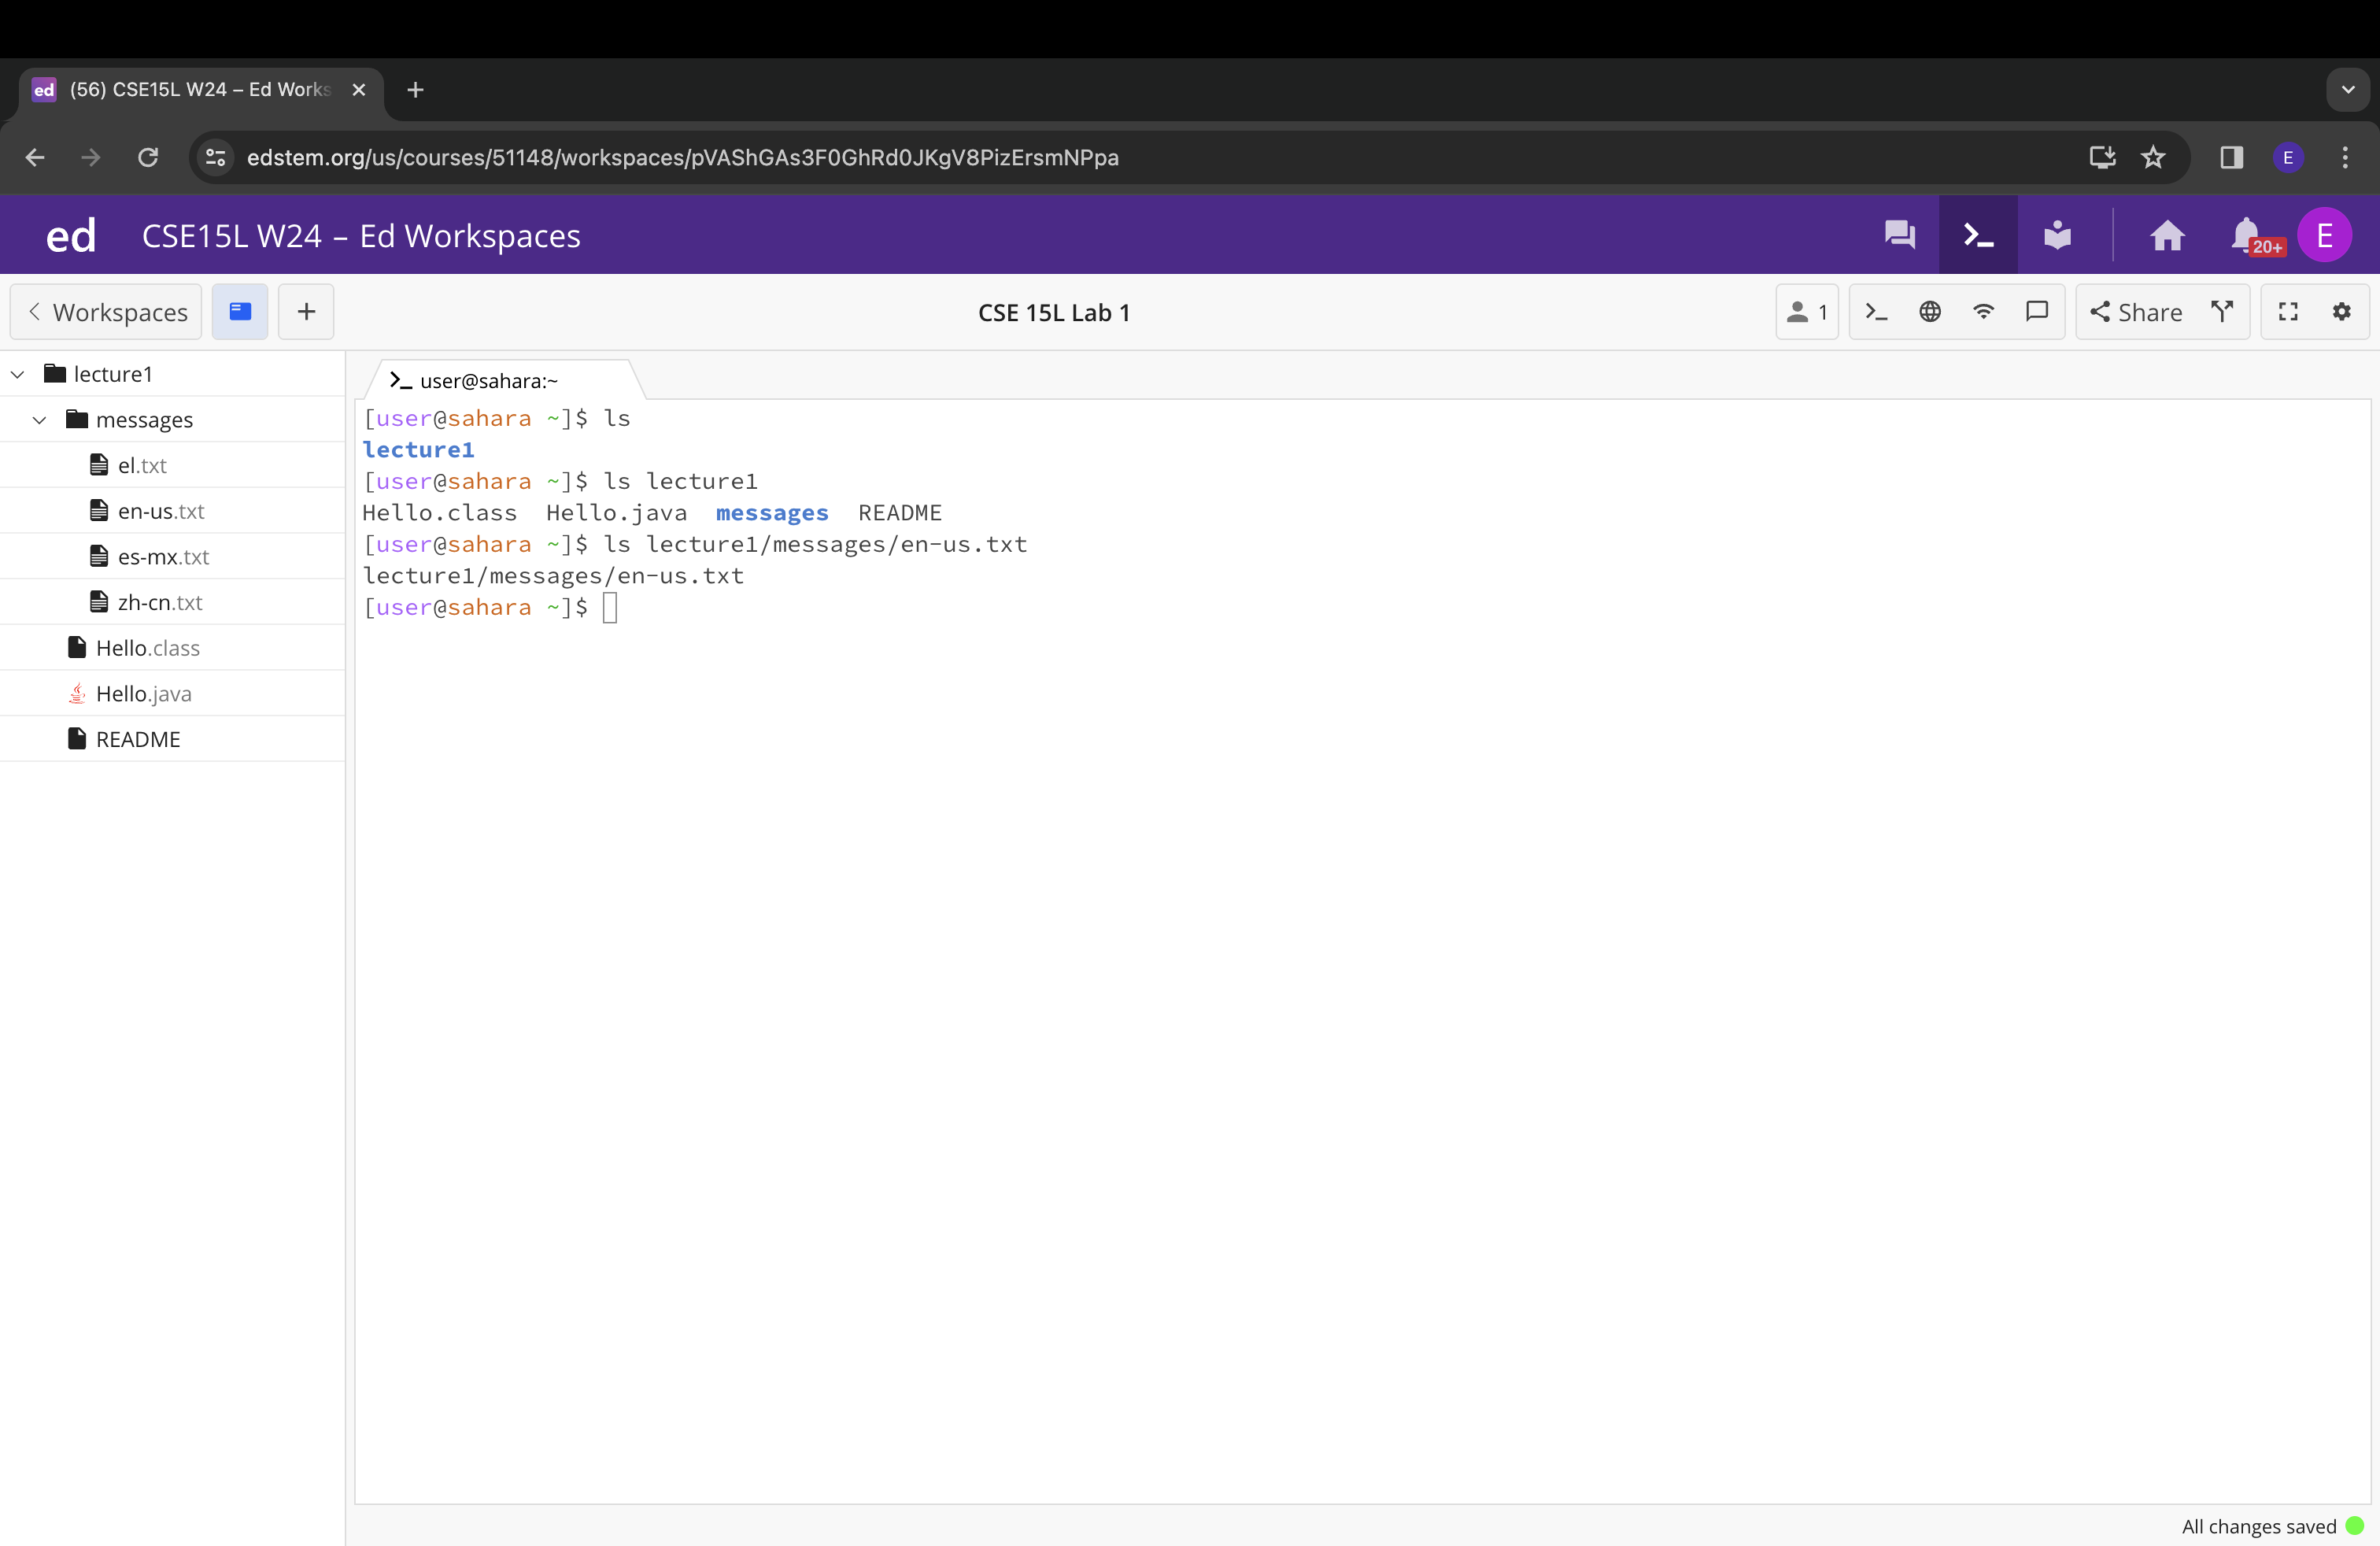 ed (56) CSE15L W24 – Ed Works
edstem.org/us/courses/51148/workspaces/pVAShGAs3F0GhRd0JKgV8PizErsmNPpa E
ed CSE15L W24 – Ed Workspaces 20+ E
Workspaces CSE 15L Lab 1 1 Share
lecture1
messages
el.txt
en-us.txt
es-mx.txt
zh-cn.txt
Hello.class
Hello.java
README
user@sahara:~
[user@sahara ~]$ ls
lecture1
[user@sahara ~]$ ls lecture1
Hello.class Hello.java messages README
[user@sahara ~]$ ls lecture1/messages/en-us.txt
lecture1/messages/en-us.txt
[user@sahara ~]$
All changes saved